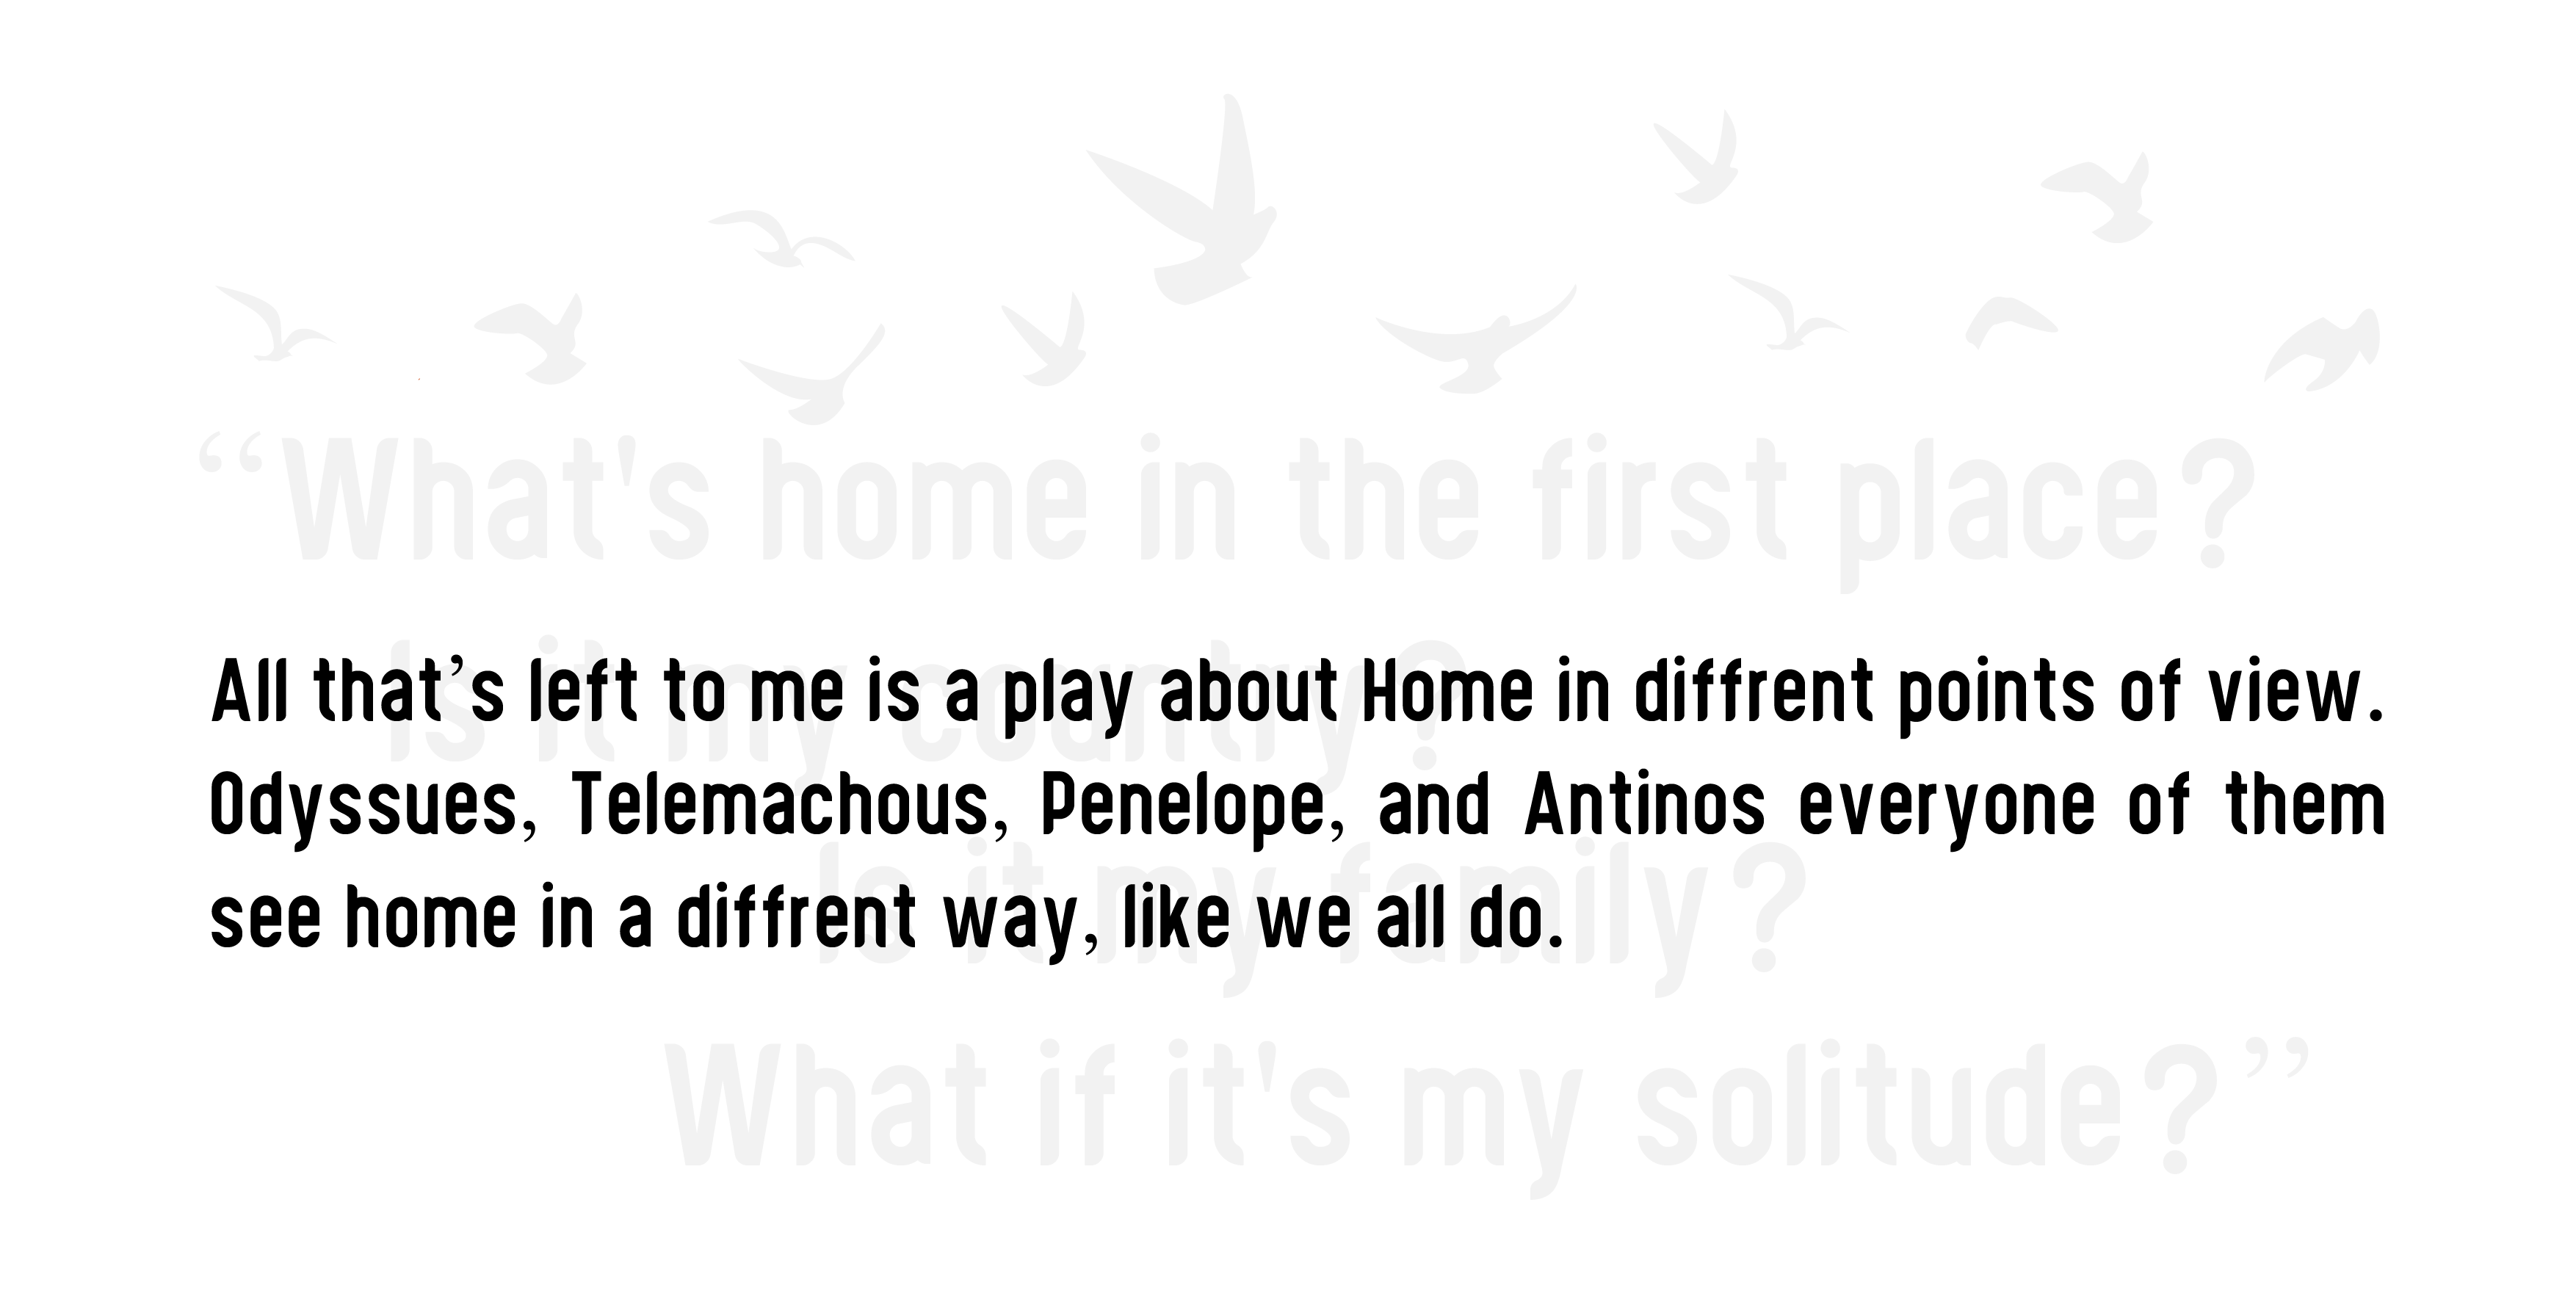 “What's home in the first place?
Is it my country?
All that’s left to me is a play about Home in diffrent points of view.
Odyssues, Telemachous, Penelope, and Antinos everyone of them
Is it my family?
see home in a diffrent way, like we all do.
What if it's my solitude?”